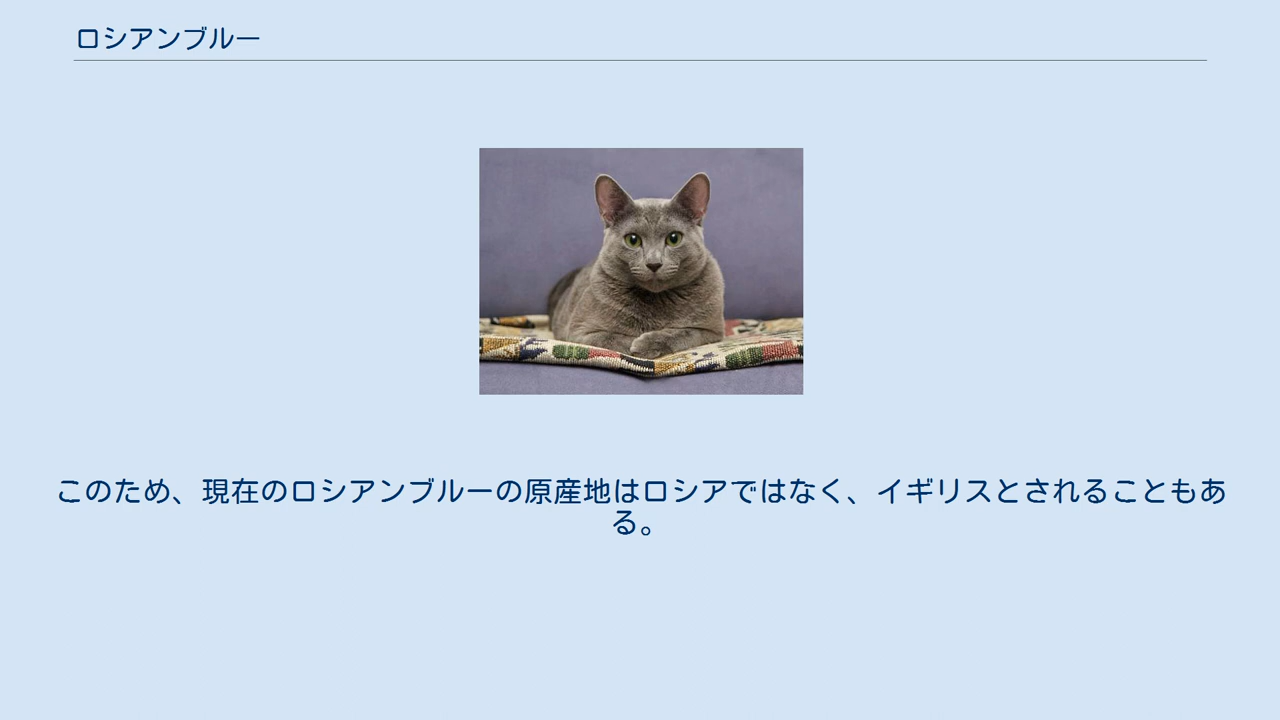 ロシアンブルー
このため、現在のロシアンブルーの原産地はロシアではなく、イギリスとされることもあ
る。